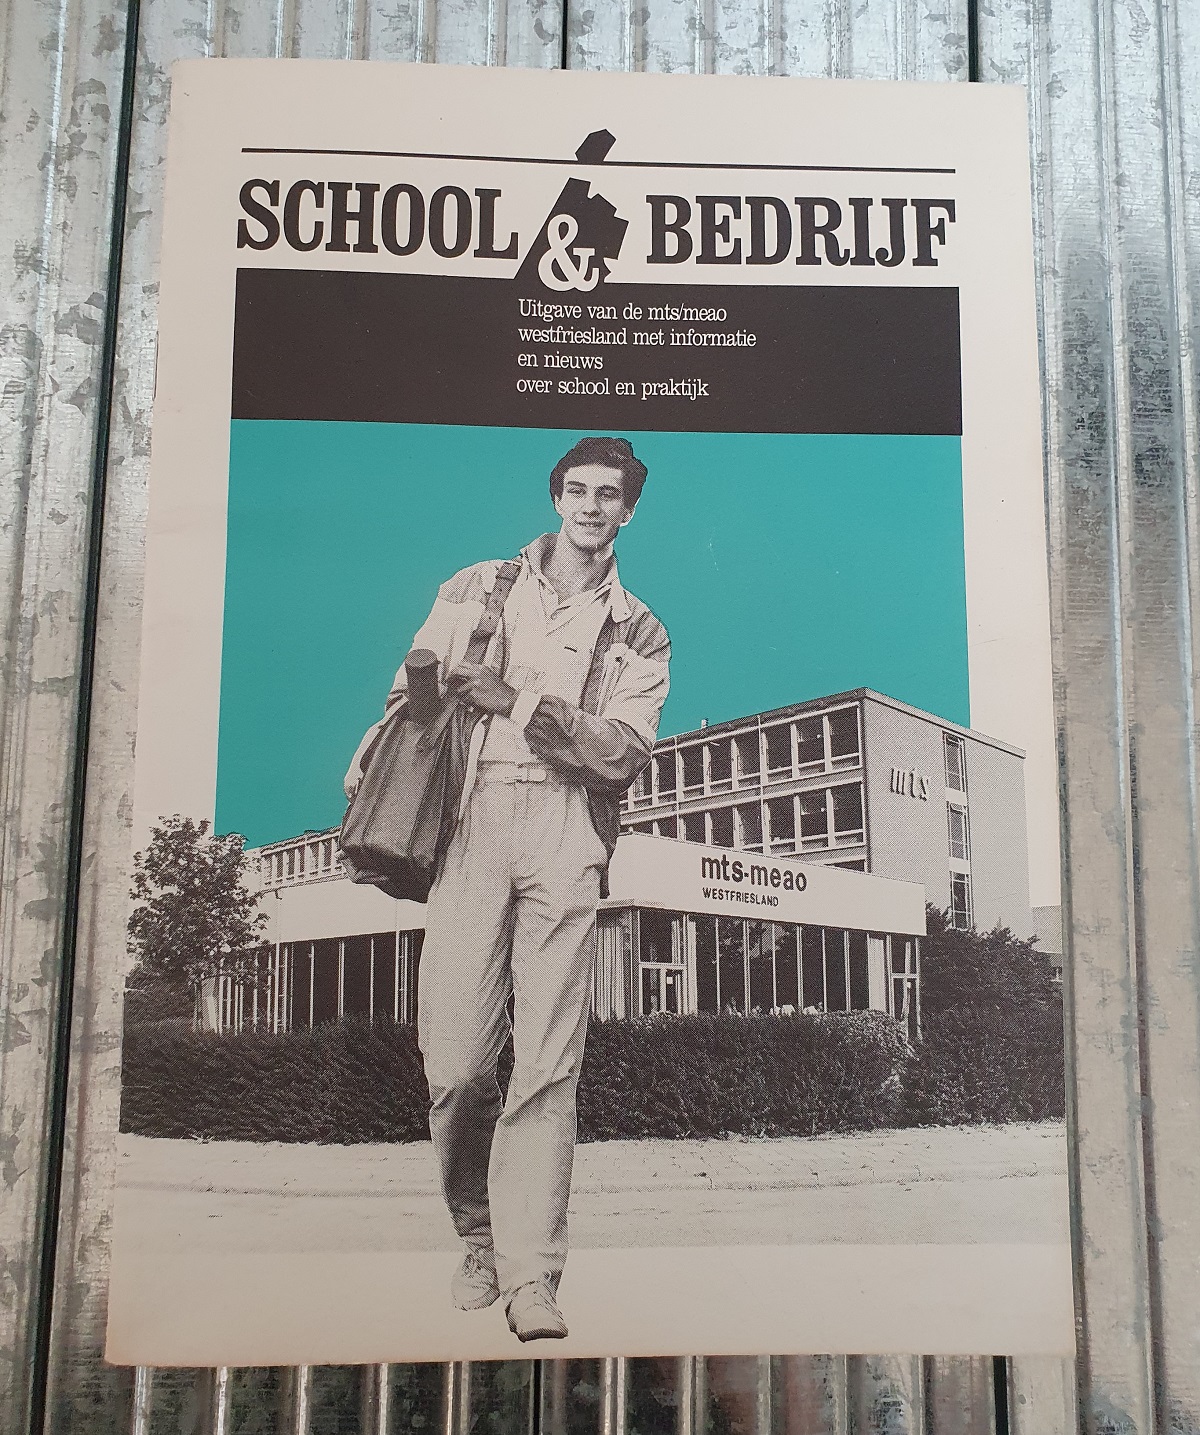 SCHOOL & BEDRIJF
Uitgave van de mts/meao
westfriesland met informatie
en nieuws
over school en praktijk
mts
mts-meao
WESTFRIESLAND